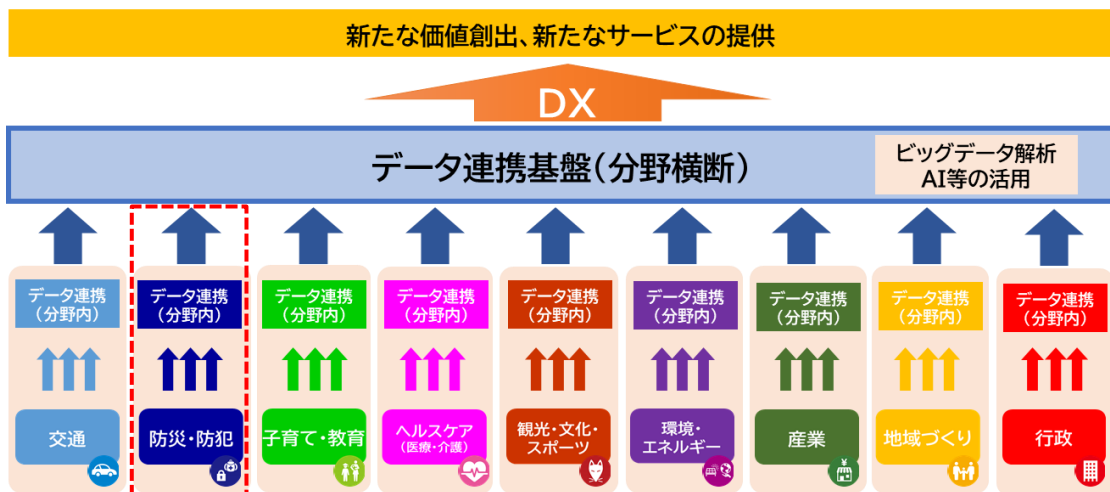 新たな価値創出、新たなサービスの提供
DX
データ連携基盤（分野横断）
ビッグデータ解析
AI等の活用
データ連携
（分野内）
データ連携
（分野内）
データ連携
（分野内）
データ連携
（分野内）
データ連携
（分野内）
データ連携
（分野内）
データ連携
（分野内）
データ連携
（分野内）
データ連携
（分野内）
交通
防災・防犯
子育て・教育
ヘルスケア
（医療・介護）
観光・文化・
スポーツ
環境・
エネルギー
産業
¥
地域づくり
行政